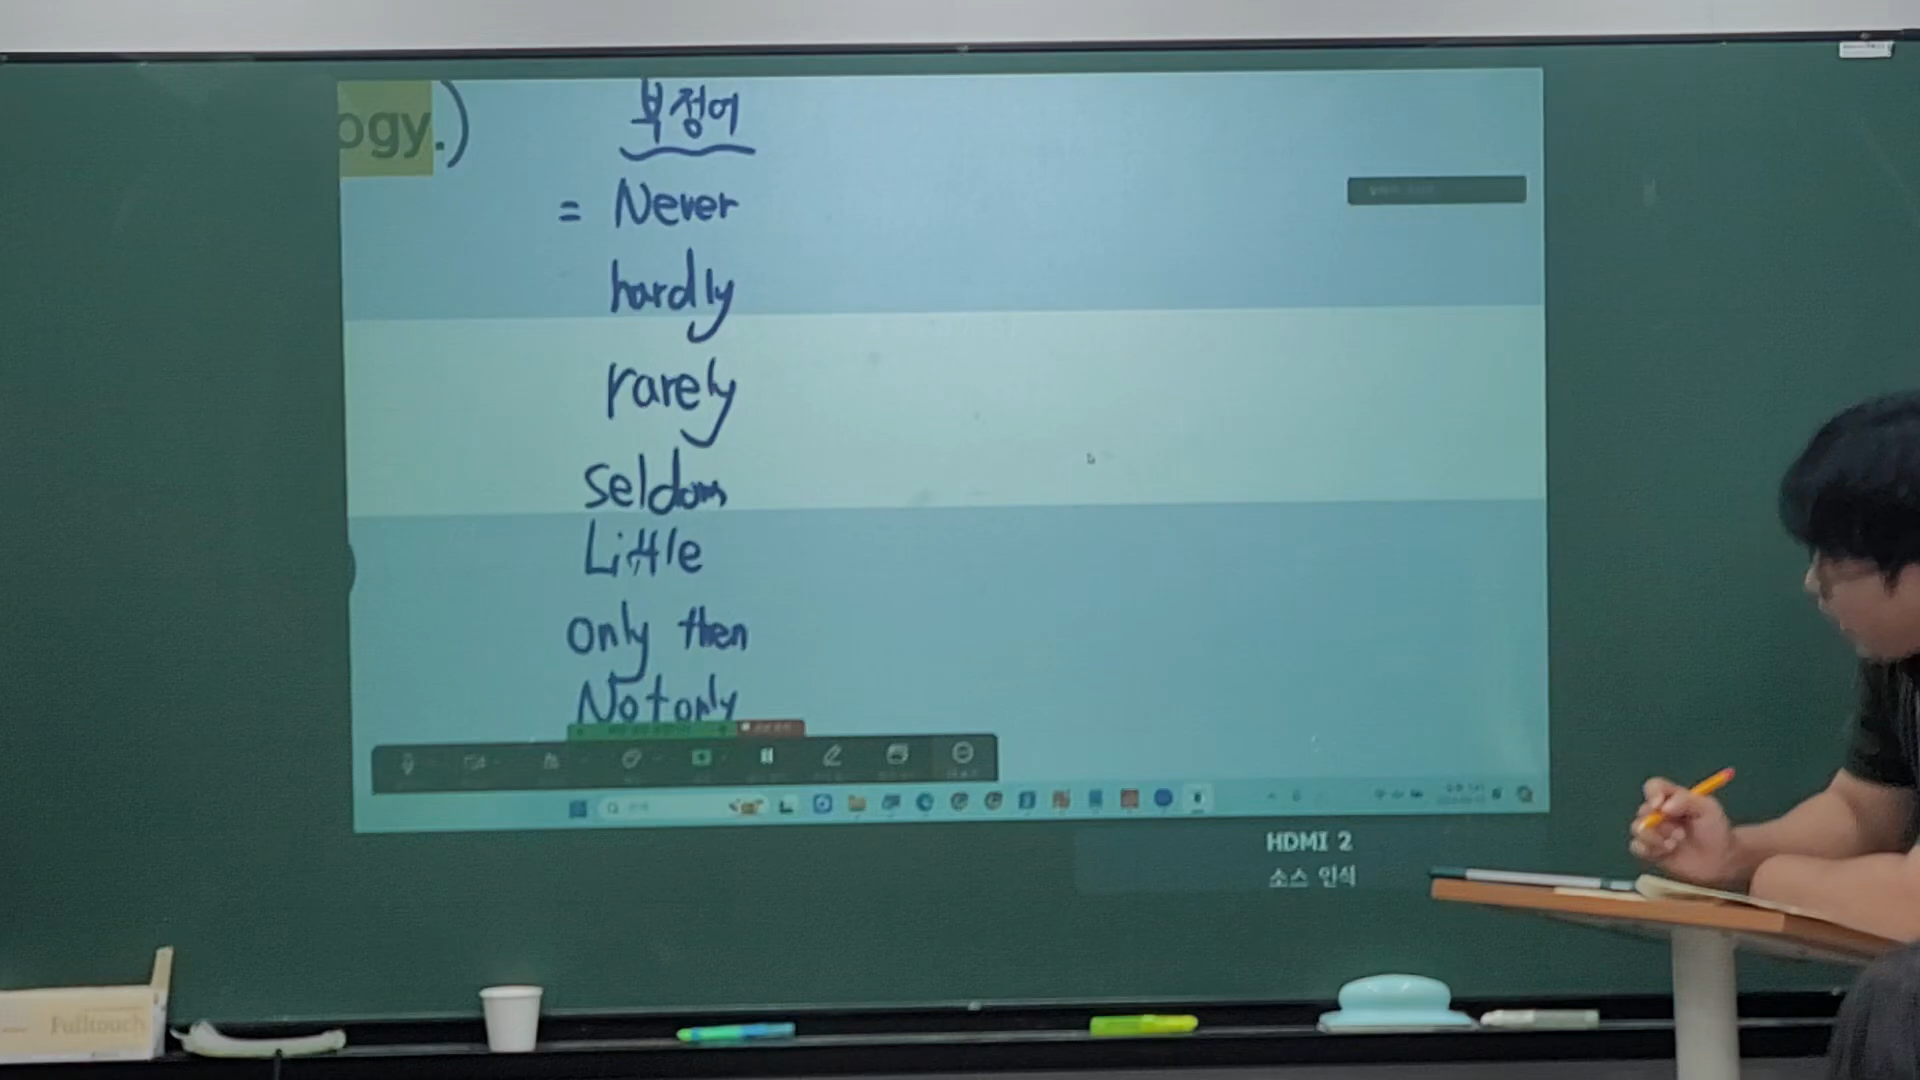 ogy.)
부정어
= Never
hardly
rarely
seldom
Little
only then
Not only
HDMI 2
소스 인식
Fulltouch